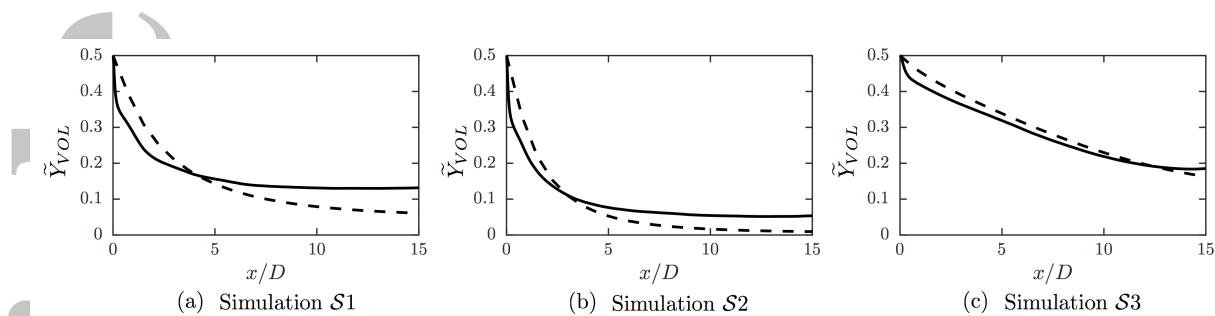 0.5 0.5 0.5
0.4 0.4 0.4
0.3 0.3 0.3
0.2 0.2 0.2
0.1 0.1 0.1
0 0 0
Ỹ_VOL Ỹ_VOL Ỹ_VOL
0 5 10 15 0 5 10 15 0 5 10 15
x/D x/D x/D
(a) Simulation 𝒮1 (b) Simulation 𝒮2 (c) Simulation 𝒮3